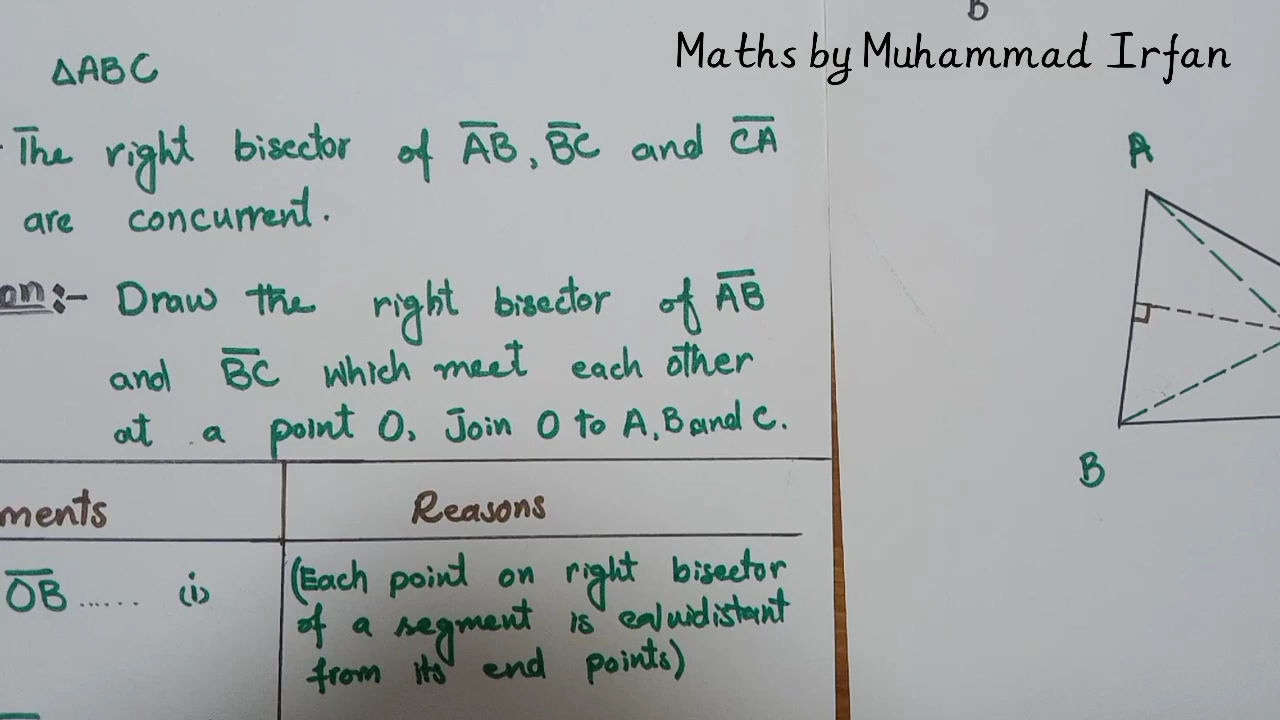 B
Maths by Muhammad Irfan
ΔABC
The right bisector of AB, BC and CA
are concurrent.
an:- Draw the right bisector of AB
and BC which meet each other
at a point O, Join O to A, B and C.
ments
Reasons
OB ...... (i)
(Each point on right bisector
of a segment is equidistant
from its end points)
A
B